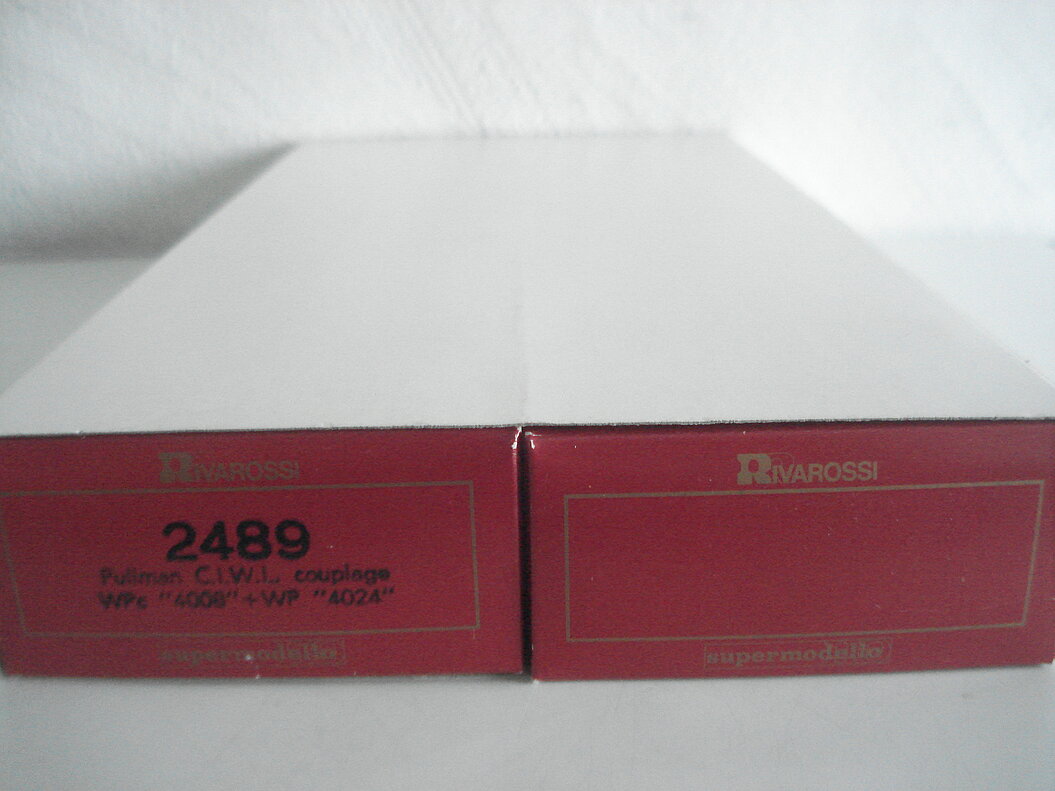 RIVAROSSI
2489
Pullman C.I.W.L. couplage
WPc "4008"+WP "4024"
supermodello
RIVAROSSI
supermodello